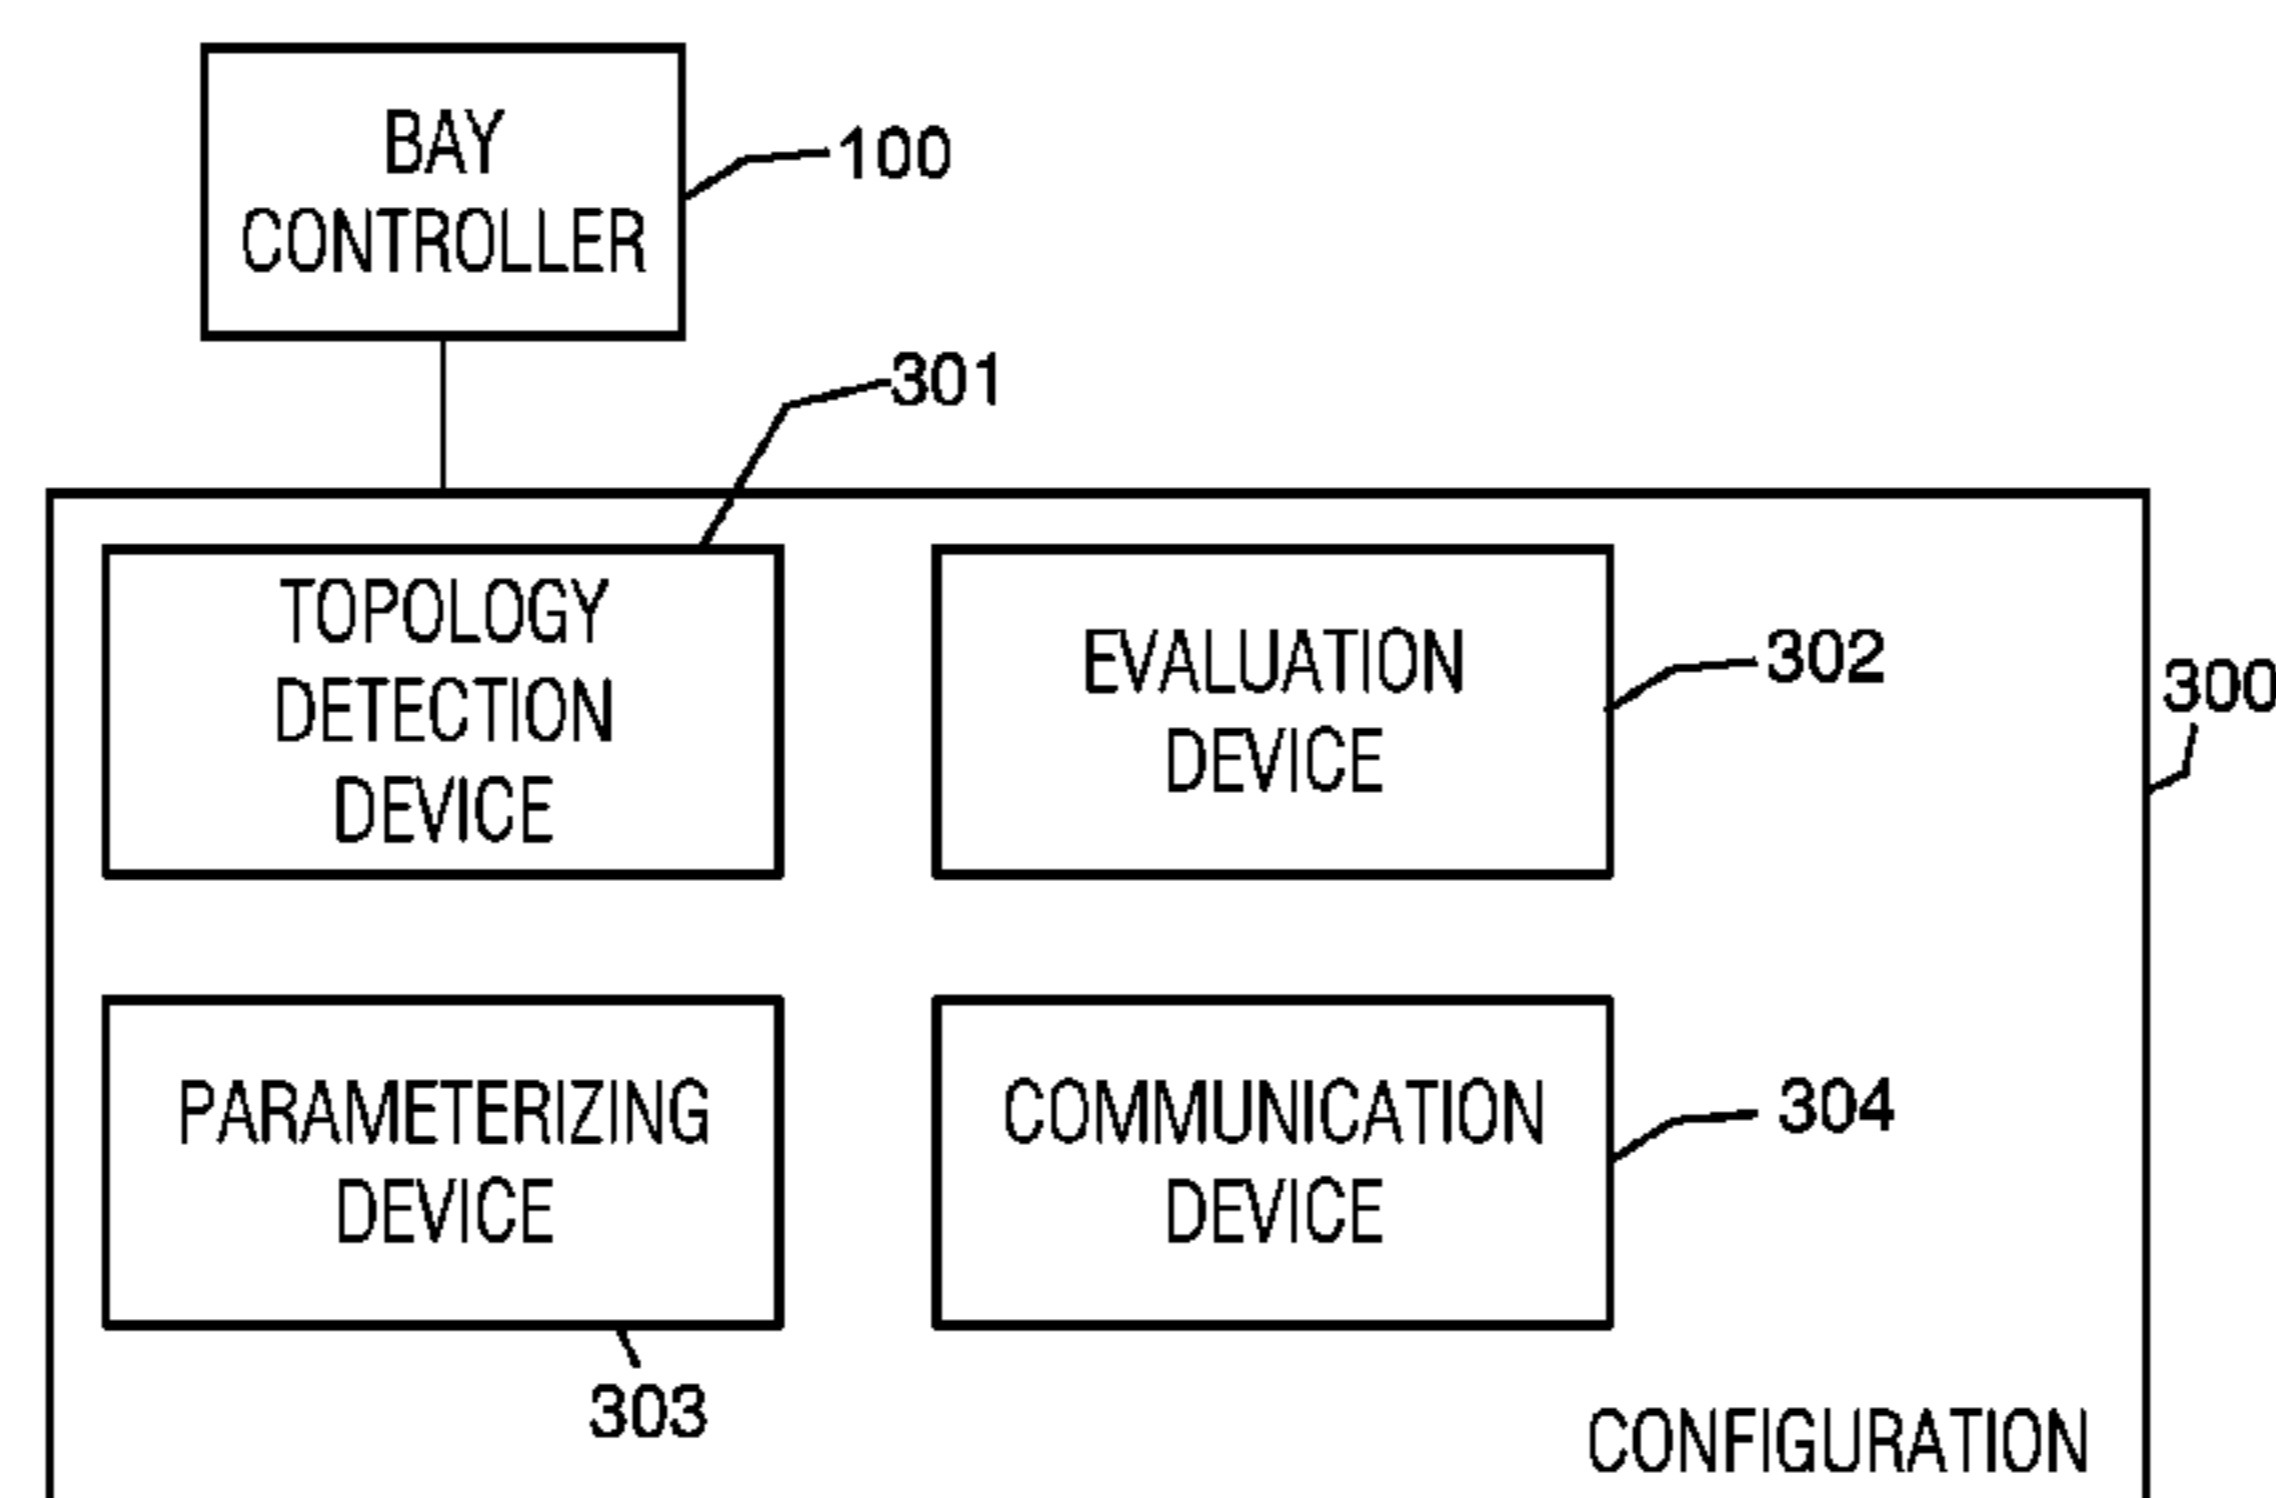 BAY
CONTROLLER
100
301
TOPOLOGY
DETECTION
DEVICE
EVALUATION
DEVICE
302
300
PARAMETERIZING
DEVICE
303
COMMUNICATION
DEVICE
304
CONFIGURATION